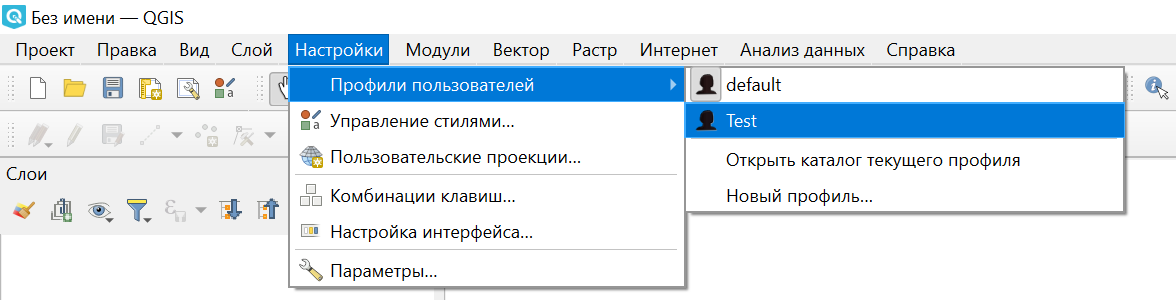 Без имени — QGIS
Проект Правка Вид Слой Настройки Модули Вектор Растр Интернет Анализ данных Справка
Профили пользователей
default
Управление стилями...
Test
Пользовательские проекции...
Открыть каталог текущего профиля
Слои
Комбинации клавиш...
Новый профиль...
Настройка интерфейса...
Параметры...